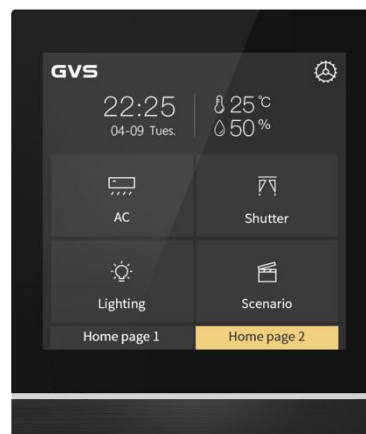 GVS
22:25
04-09 Tues.
25℃
50%
AC
Shutter
Lighting
Scenario
Home page 1
Home page 2